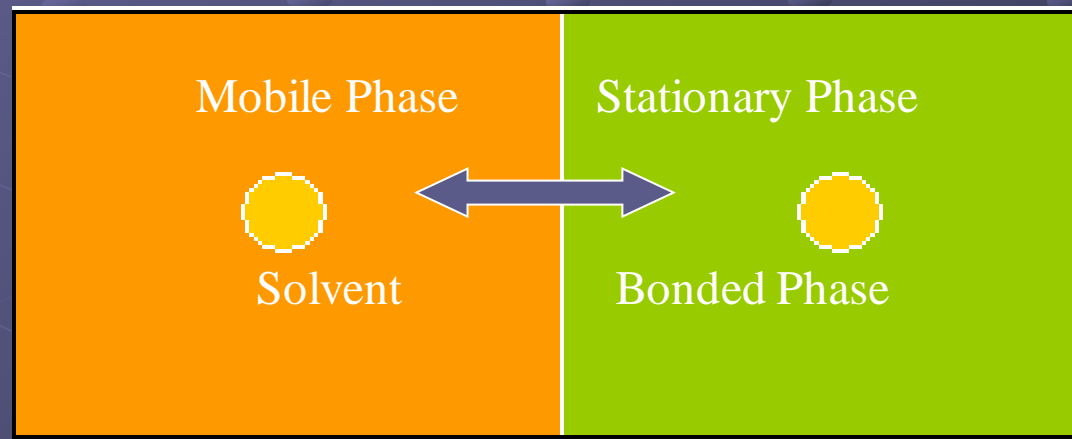 Mobile Phase
Stationary Phase
Solvent
Bonded Phase